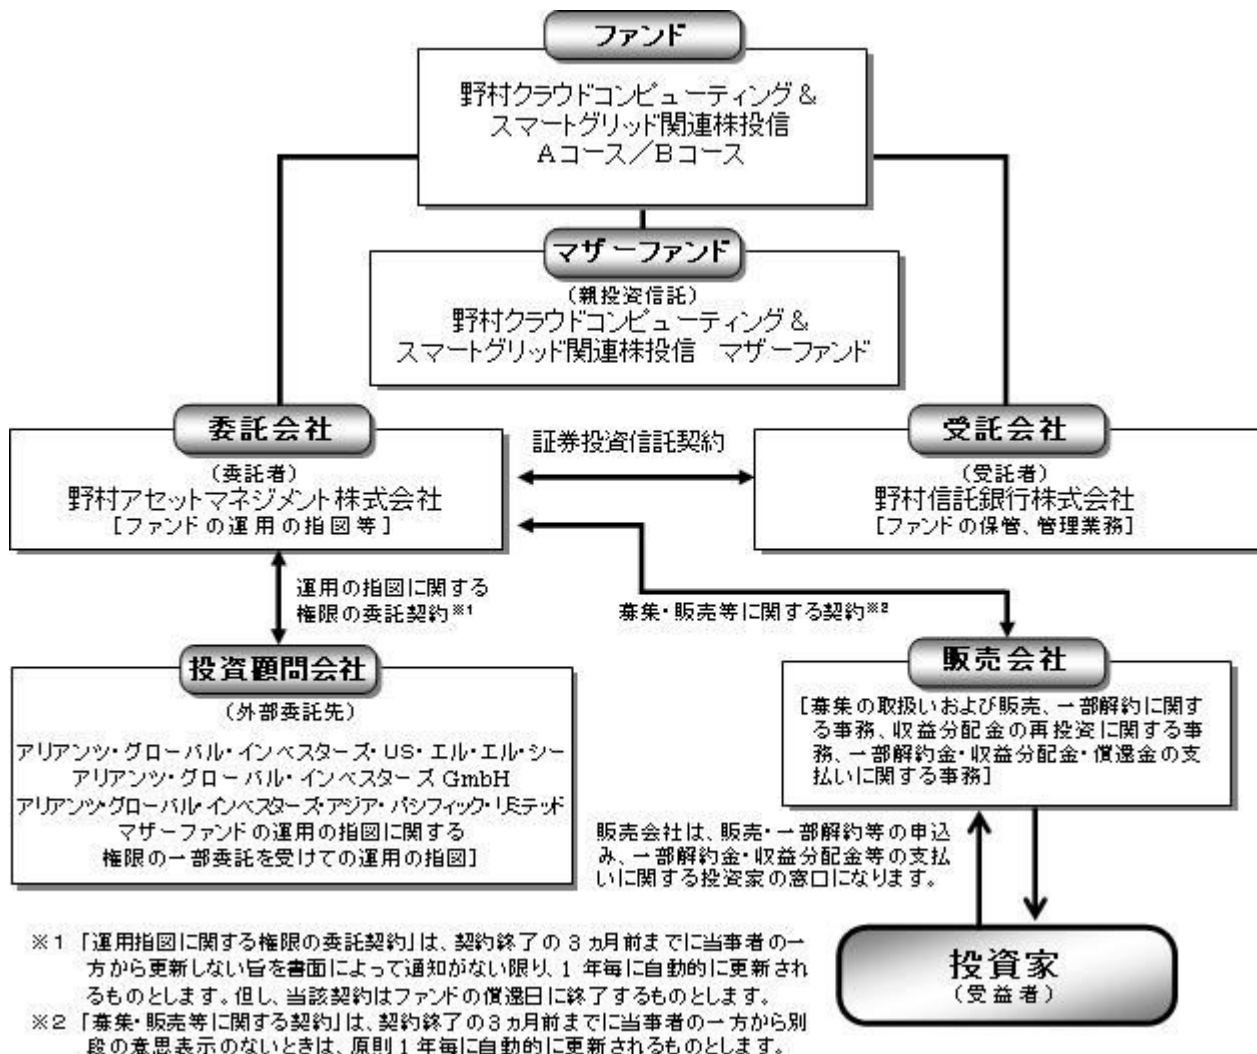 ファンド
野村クラウドコンピューティング＆
スマートグリッド関連株投信
Aコース／Bコース
マザーファンド
（親投資信託）
野村クラウドコンピューティング＆
スマートグリッド関連株投信　マザーファンド
委託会社
（委託者）
野村アセットマネジメント株式会社
［ファンドの運用の指図等］
証券投資信託契約
受託会社
（受託者）
野村信託銀行株式会社
［ファンドの保管、管理業務］
運用の指図に関する
権限の委託契約※1
募集・販売等に関する契約※2
投資顧問会社
（外部委託先）
アリアンツ・グローバル・インベスターズ・US・エル・エル・シー
アリアンツ・グローバル・インベスターズ GmbH
アリアンツ・グローバル・インベスターズ・アジア・パシフィック・リミテッド
マザーファンドの運用の指図に関する
権限の一部委託を受けての運用の指図］
販売会社
［募集の取扱いおよび販売、一部解約に関す
る事務、収益分配金の再投資に関する事
務、一部解約金・収益分配金・償還金の支
払いに関する事務］
販売会社は、販売・一部解約等の申込
み、一部解約金・収益分配金等の支払
いに関する投資家の窓口になります。
投資家
（受益者）
※1 「運用指図に関する権限の委託契約」は、契約終了の3ヵ月前までに当事者の一
方から更新しない旨を書面によって通知がない限り、1年毎に自動的に更新され
るものとします。但し、当該契約はファンドの償還日に終了するものとします。
※2 「募集・販売等に関する契約」は、契約終了の3ヵ月前までに当事者の一方から別
段の意思表示のないときは、原則1年毎に自動的に更新されるものとします。